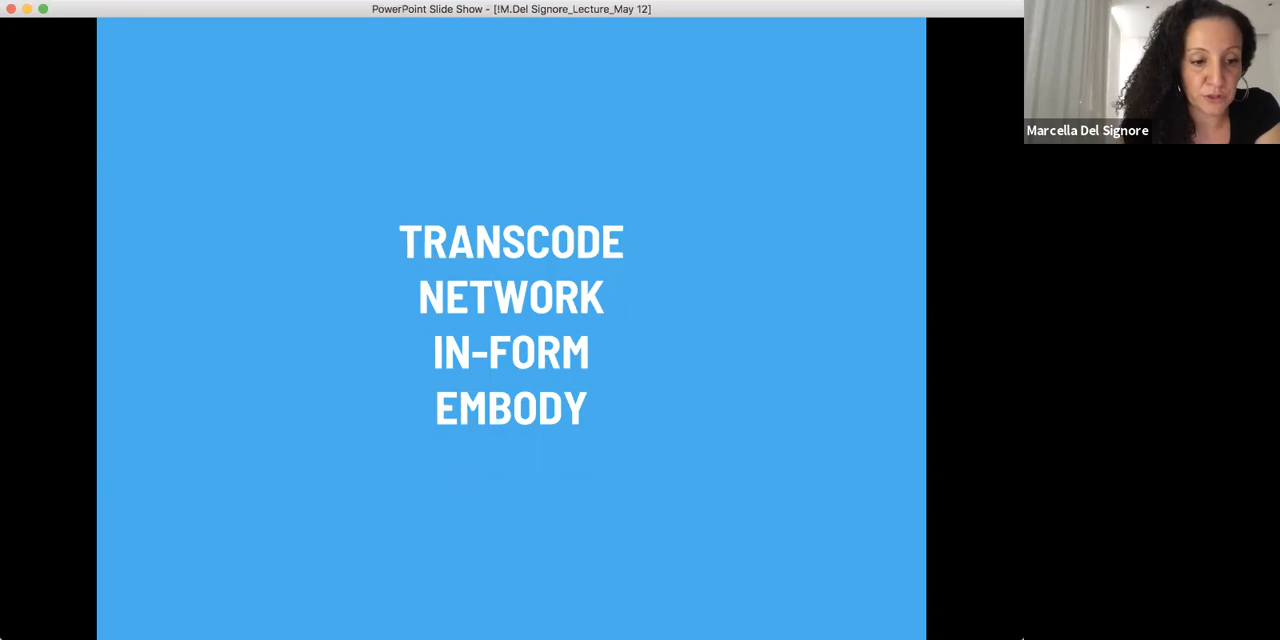 PowerPoint Slide Show - [!M.Del Signore_Lecture_May 12]
Marcella Del Signore
TRANSCODE
NETWORK
IN-FORM
EMBODY